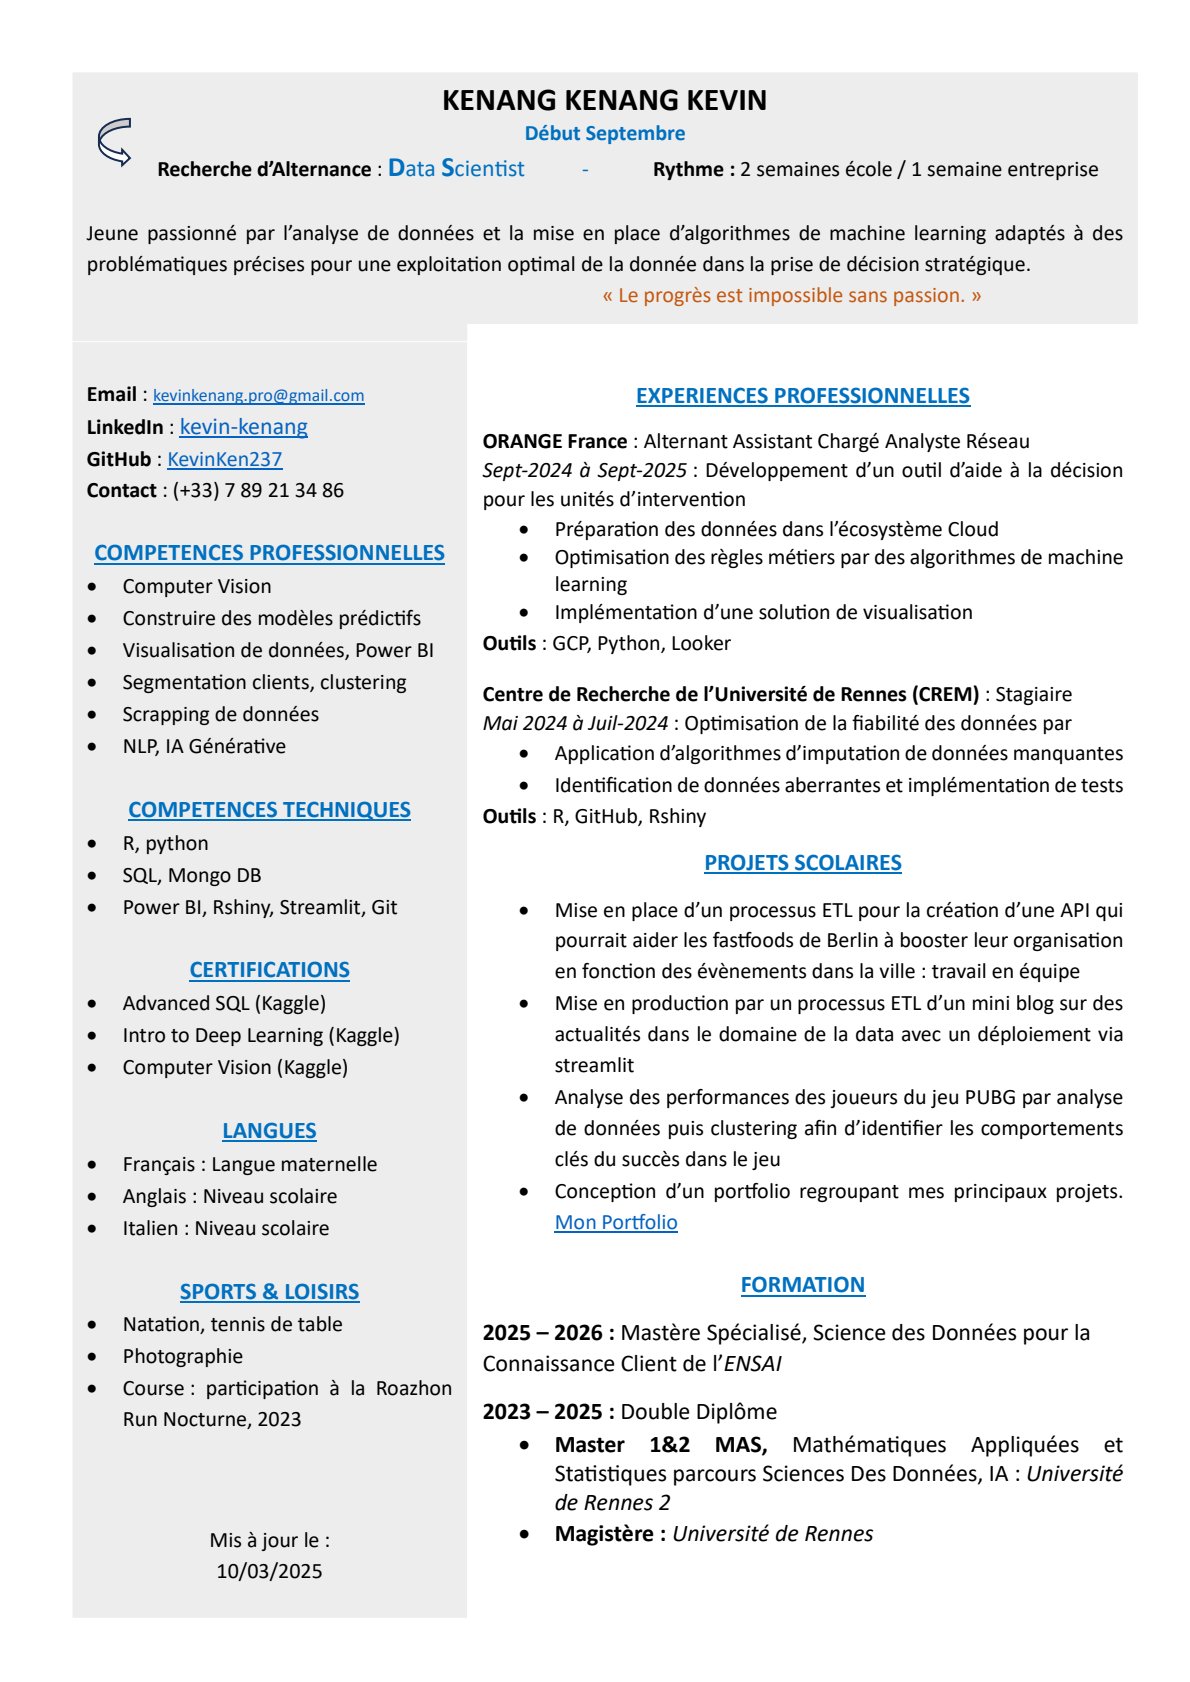 KENANG KENANG KEVIN
Début Septembre
Recherche d’Alternance : Data Scientist - Rythme : 2 semaines école / 1 semaine entreprise
Jeune passionné par l’analyse de données et la mise en place d’algorithmes de machine learning adaptés à des
problématiques précises pour une exploitation optimal de la donnée dans la prise de décision stratégique.
« Le progrès est impossible sans passion. »
Email : kevinkenang.pro@gmail.com
LinkedIn : kevin-kenang
GitHub : KevinKen237
Contact : (+33) 7 89 21 34 86
COMPETENCES PROFESSIONNELLES
• Computer Vision
• Construire des modèles prédictifs
• Visualisation de données, Power BI
• Segmentation clients, clustering
• Scrapping de données
• NLP, IA Générative
COMPETENCES TECHNIQUES
• R, python
• SQL, Mongo DB
• Power BI, Rshiny, Streamlit, Git
CERTIFICATIONS
• Advanced SQL (Kaggle)
• Intro to Deep Learning (Kaggle)
• Computer Vision (Kaggle)
LANGUES
• Français : Langue maternelle
• Anglais : Niveau scolaire
• Italien : Niveau scolaire
SPORTS & LOISIRS
• Natation, tennis de table
• Photographie
• Course : participation à la Roazhon
Run Nocturne, 2023
Mis à jour le :
10/03/2025
EXPERIENCES PROFESSIONNELLES
ORANGE France : Alternant Assistant Chargé Analyste Réseau
Sept-2024 à Sept-2025 : Développement d’un outil d’aide à la décision
pour les unités d’intervention
• Préparation des données dans l’écosystème Cloud
• Optimisation des règles métiers par des algorithmes de machine
learning
• Implémentation d’une solution de visualisation
Outils : GCP, Python, Looker
Centre de Recherche de l’Université de Rennes (CREM) : Stagiaire
Mai 2024 à Juil-2024 : Optimisation de la fiabilité des données par
• Application d’algorithmes d’imputation de données manquantes
• Identification de données aberrantes et implémentation de tests
Outils : R, GitHub, Rshiny
PROJETS SCOLAIRES
• Mise en place d’un processus ETL pour la création d’une API qui
pourrait aider les fastfoods de Berlin à booster leur organisation
en fonction des évènements dans la ville : travail en équipe
• Mise en production par un processus ETL d’un mini blog sur des
actualités dans le domaine de la data avec un déploiement via
streamlit
• Analyse des performances des joueurs du jeu PUBG par analyse
de données puis clustering afin d’identifier les comportements
clés du succès dans le jeu
• Conception d’un portfolio regroupant mes principaux projets.
Mon Portfolio
FORMATION
2025 – 2026 : Mastère Spécialisé, Science des Données pour la
Connaissance Client de l’ENSAI
2023 – 2025 : Double Diplôme
• Master 1&2 MAS, Mathématiques Appliquées et
Statistiques parcours Sciences Des Données, IA : Université
de Rennes 2
• Magistère : Université de Rennes